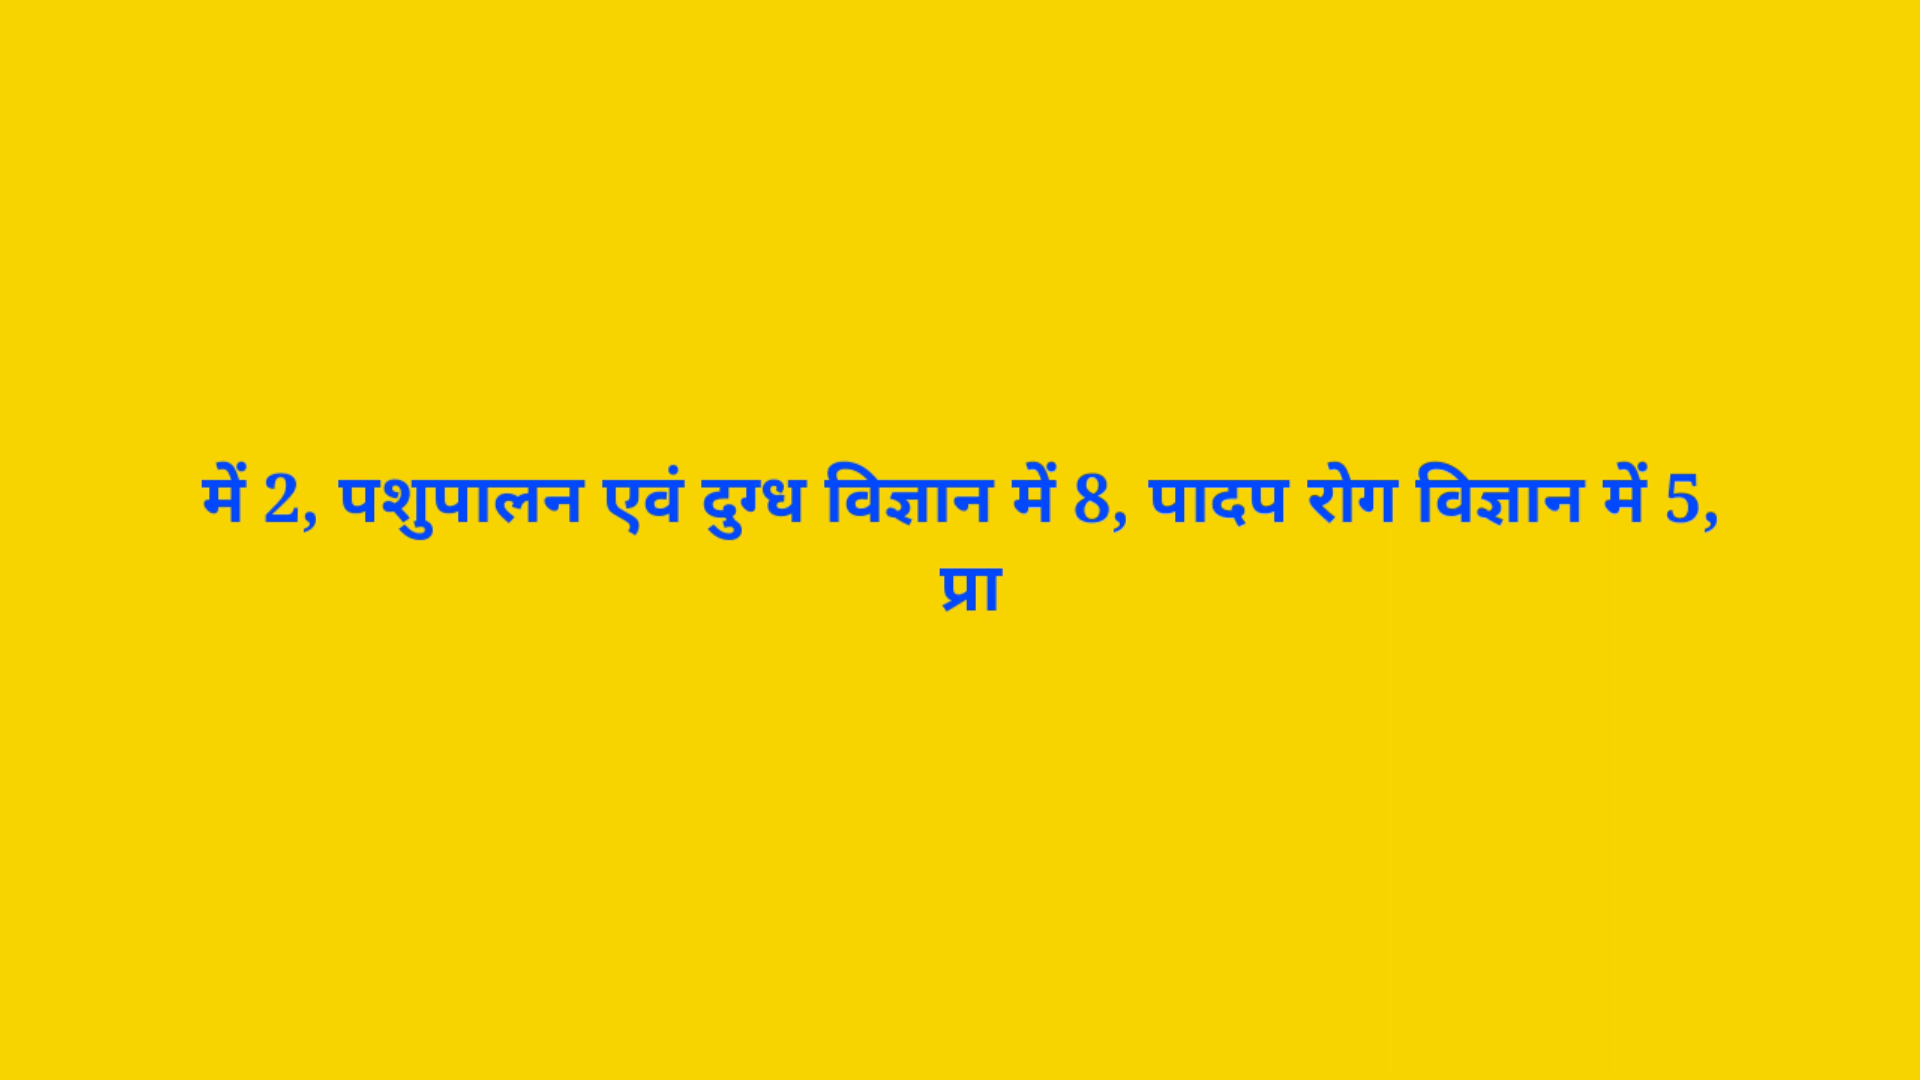 में 2, पशुपालन एवं दुग्ध विज्ञान में 8, पादप रोग विज्ञान में 5,
प्रा